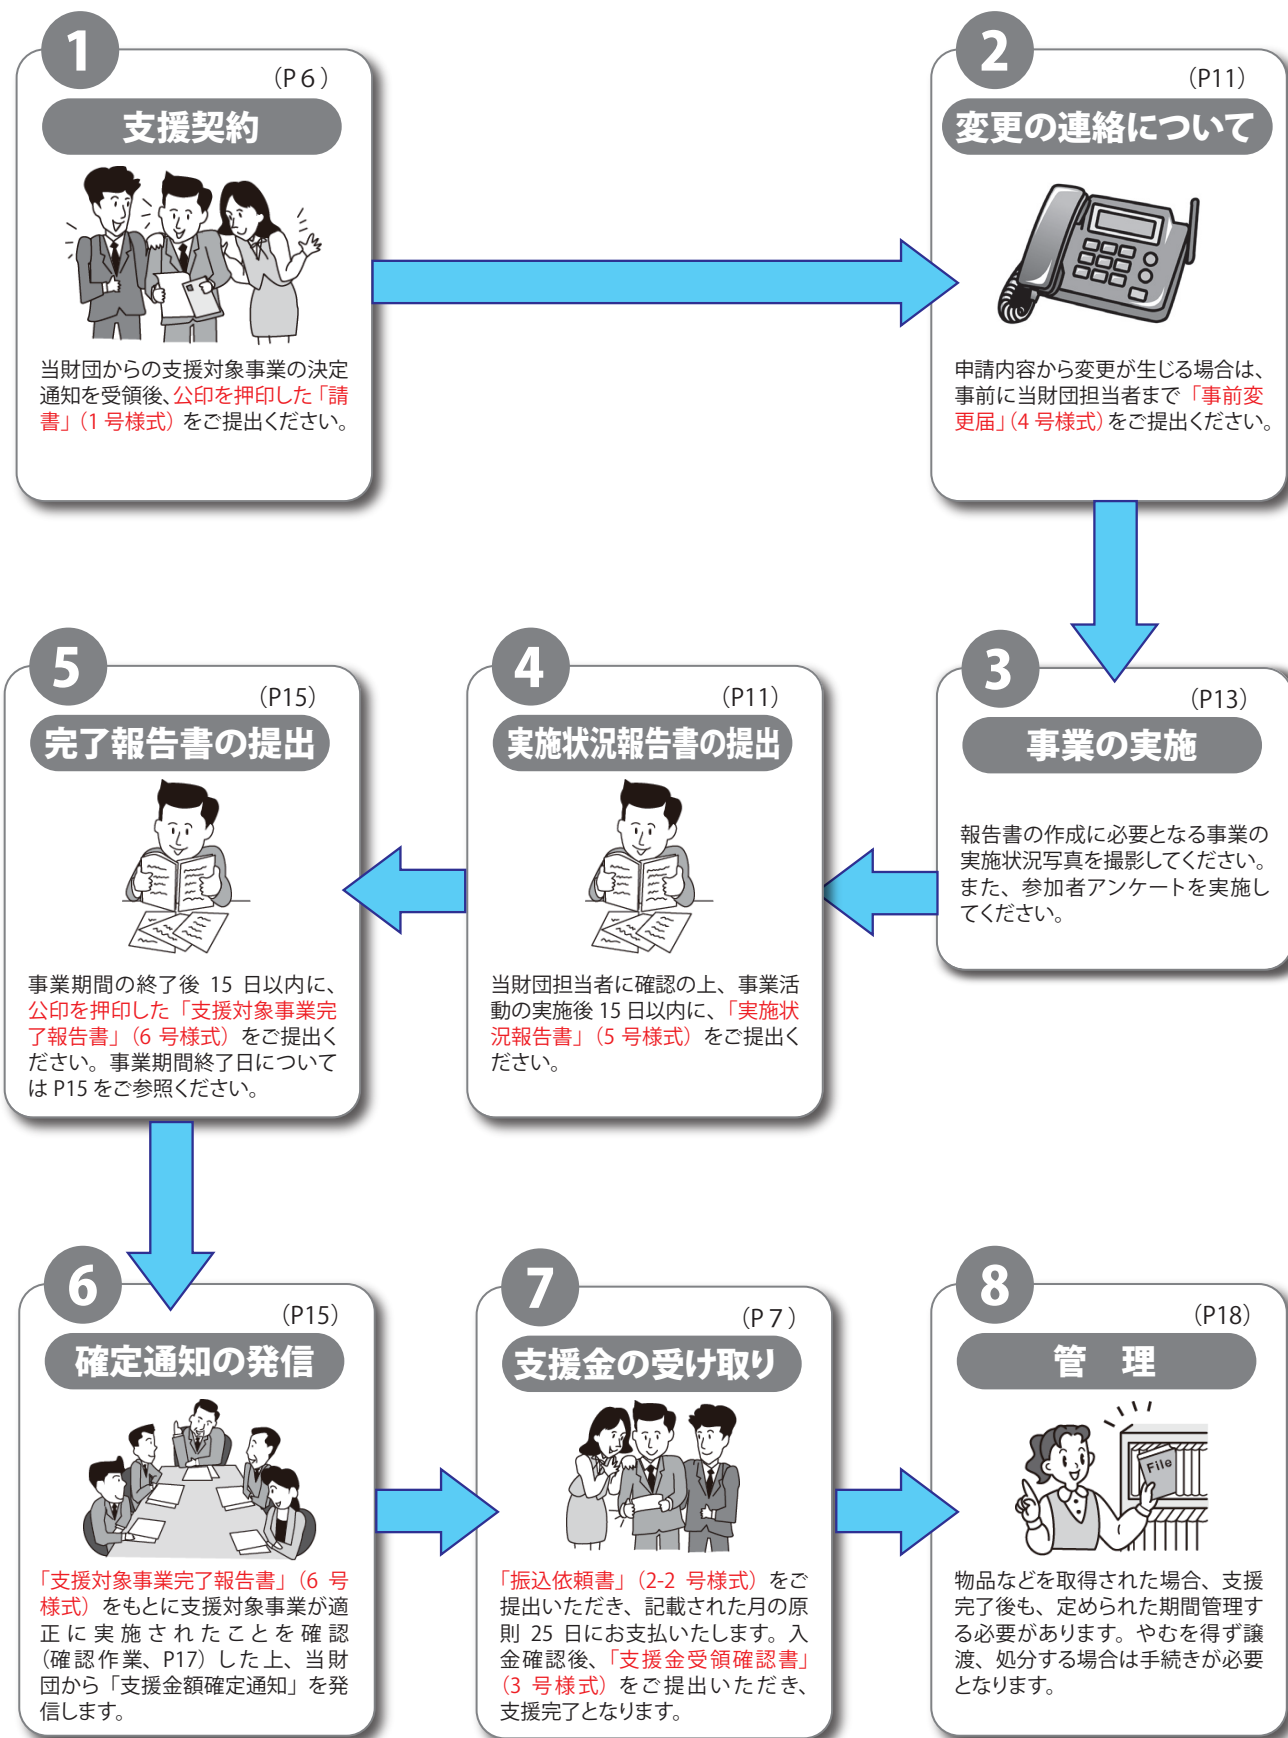 1
（P６）
支援契約
当財団からの支援対象事業の決定
通知を受領後、公印を押印した「請
書」（1 号様式）をご提出ください。
2
（P11）
変更の連絡について
申請内容から変更が生じる場合は、
事前に当財団担当者まで「事前変
更届」（4 号様式）をご提出ください。
3
（P13）
事業の実施
報告書の作成に必要となる事業の
実施状況写真を撮影してください。
また、参加者アンケートを実施し
てください。
4
（P11）
実施状況報告書の提出
当財団担当者に確認の上、事業活
動の実施後 15 日以内に、「実施状
況報告書」（5 号様式）をご提出く
ださい。
5
（P15）
完了報告書の提出
事業期間の終了後 15 日以内に、
公印を押印した「支援対象事業完
了報告書」（6 号様式）をご提出く
ださい。事業期間終了日について
は P15 をご参照ください。
6
（P15）
確定通知の発信
「支援対象事業完了報告書」（6 号
様式）をもとに支援対象事業が適
正に実施されたことを確認
（確認作業、P17）した上、当財
団から「支援金額確定通知」を発
信します。
7
（P７）
支援金の受け取り
「振込依頼書」（2-2 号様式）をご
提出いただき、記載された月の原
則 25 日にお支払いたします。入
金確認後、「支援金受領確認書」
（3 号様式）をご提出いただき、
支援完了となります。
8
（P18）
管　理
File
物品などを取得された場合、支援
完了後も、定められた期間管理す
る必要があります。やむを得ず譲
渡、処分する場合は手続きが必要
となります。